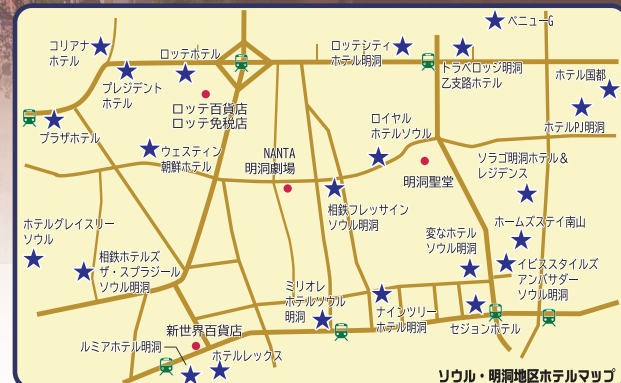 ベニューG
コリアナ
ホテル
ロッテホテル
ロッテシティ
ホテル明洞
トラベロッジ明洞
乙支路ホテル
ホテル国都
プレジデント
ホテル
ロッテ百貨店
ロッテ免税店
プラザホテル
ロイヤル
ホテルソウル
ホテルPJ明洞
ウェスティン
朝鮮ホテル
NANTA
明洞劇場
明洞聖堂
ソラゴ明洞ホテル&
レジデンス
相鉄フレッサイン
ソウル明洞
ホテルグレイスリー
ソウル
変なホテル
ソウル明洞
ホームズステイ南山
相鉄ホテルズ
ザ・スプラジール
ソウル明洞
イビススタイルズ
アンバサダー
ソウル明洞
ミリオレ
ホテルソウル
明洞
ナインツリー
ホテル明洞
セジョンホテル
新世界百貨店
ルミアホテル明洞
ホテルレックス
ソウル・明洞地区ホテルマップ